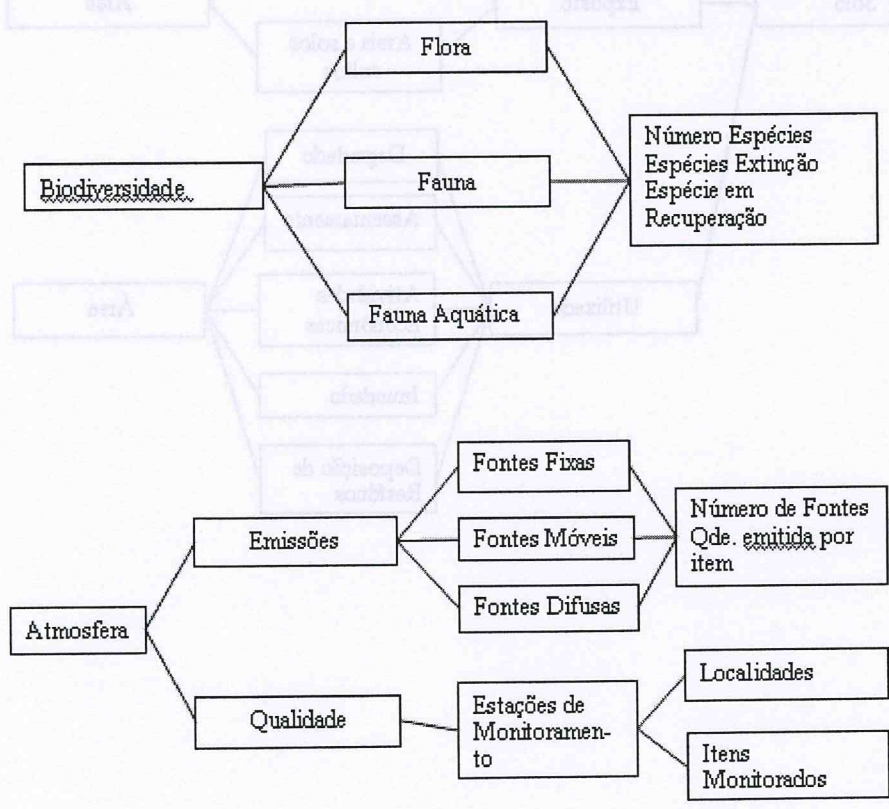 Flora
Biodiversidade
Fauna
Fauna Aquática
Número Espécies
Espécies Extinção
Espécie em
Recuperação
Atmosfera
Emissões
Fontes Fixas
Fontes Móveis
Fontes Difusas
Número de Fontes
Qde. emitida por
item
Qualidade
Estações de
Monitoramen-
to
Localidades
Itens
Monitorados